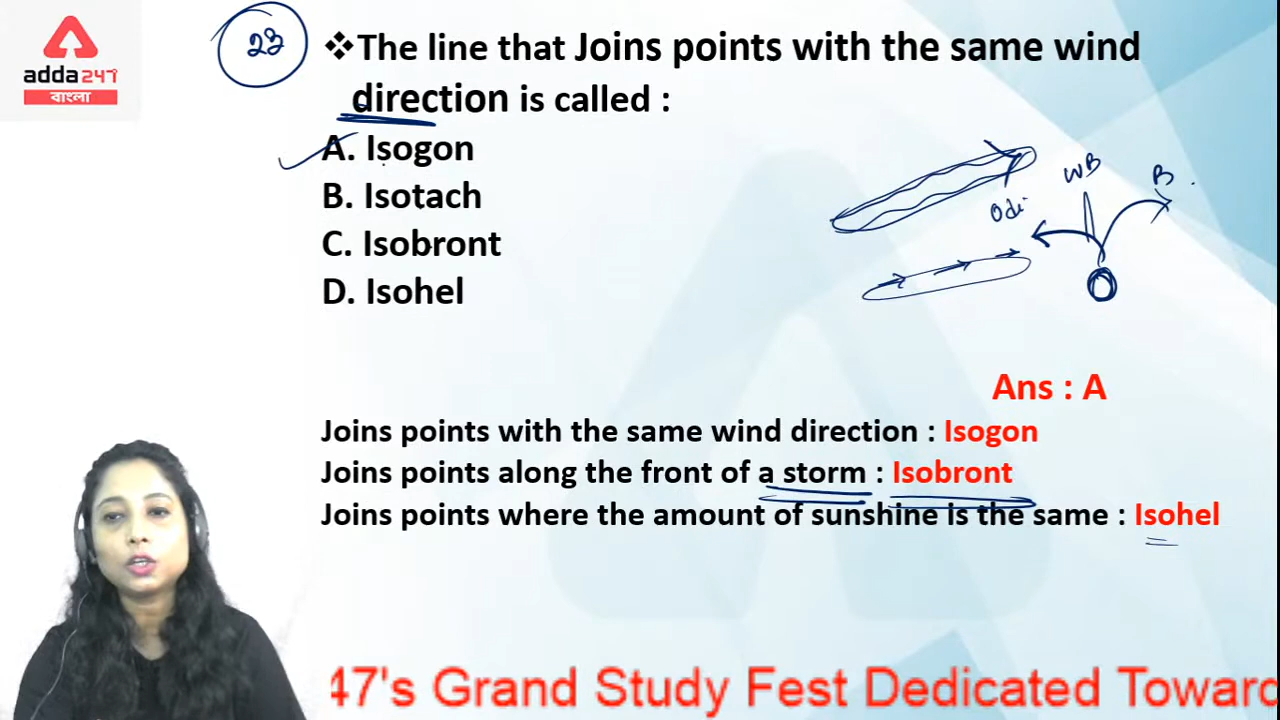 adda247
বাংলা
23
❖The line that Joins points with the same wind
direction is called :
A. Isogon
B. Isotach
C. Isobront
D. Isohel
WB
B
Odi
Ans : A
Joins points with the same wind direction : Isogon
Joins points along the front of a storm : Isobront
Joins points where the amount of sunshine is the same : Isohel
47's Grand Study Fest Dedicated Toward